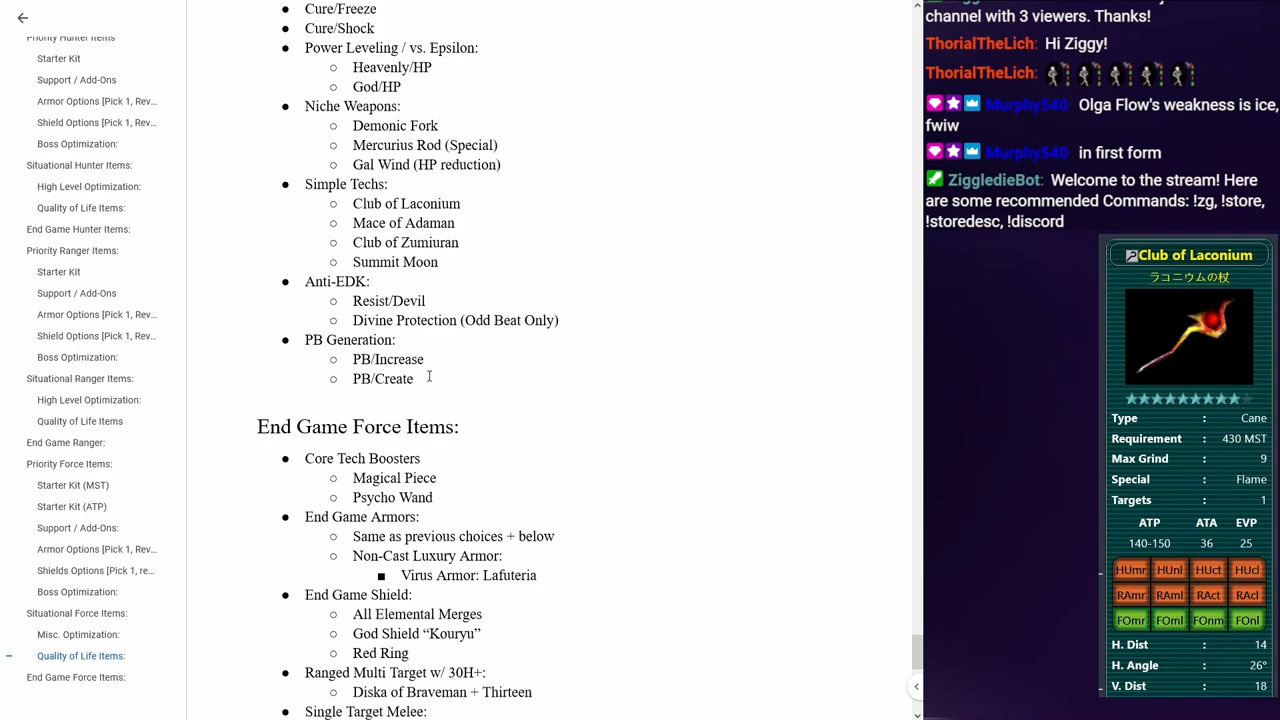 Priority Hunter Items:
Starter Kit
Support / Add-Ons
Armor Options [Pick 1, Rev...
Shield Options [Pick 1, Rev...
Boss Optimization:
Situational Hunter Items:
High Level Optimization:
Quality of Life Items:
End Game Hunter Items:
Priority Ranger Items:
Starter Kit
Support / Add-Ons
Armor Options [Pick 1, Rev...
Shield Options [Pick 1, Rev...
Boss Optimization:
Situational Ranger Items:
High Level Optimization:
Quality of Life Items
End Game Ranger:
Priority Force Items:
Starter Kit (MST)
Starter Kit (ATP)
Support / Add-Ons:
Armor Options [Pick 1, Rev...
Shields Options [Pick 1, re...
Boss Optimization:
Situational Force Items:
Misc. Optimization:
Quality of Life Items:
End Game Force Items:
Cure/Freeze
Cure/Shock
Power Leveling / vs. Epsilon:
Heavenly/HP
God/HP
Niche Weapons:
Demonic Fork
Mercurius Rod (Special)
Gal Wind (HP reduction)
Simple Techs:
Club of Laconium
Mace of Adaman
Club of Zumiuran
Summit Moon
Anti-EDK:
Resist/Devil
Divine Protection (Odd Beat Only)
PB Generation:
PB/Increase
PB/Create
End Game Force Items:
Core Tech Boosters
Magical Piece
Psycho Wand
End Game Armors:
Same as previous choices + below
Non-Cast Luxury Armor:
Virus Armor: Lafuteria
End Game Shield:
All Elemental Merges
God Shield “Kouryu”
Red Ring
Ranged Multi Target w/ 30H+:
Diska of Braveman + Thirteen
Single Target Melee:
channel with 3 viewers. Thanks!
ThorialTheLich: Hi Ziggy!
ThorialTheLich:
Murphy540: Olga Flow's weakness is ice,
fwiw
Murphy540: in first form
ZiggledieBot: Welcome to the stream! Here
are some recommended Commands: !zg, !store,
!storedesc, !discord
Club of Laconium
ラコニウムの杖
Type : Cane
Requirement : 430 MST
Max Grind : 9
Special : Flame
Targets : 1
ATP ATA EVP
140-150 36 25
HUmr HUnl HUct HUcl
RAmr RAml RAct RAcl
FOmr FOml FOnm FOnl
H. Dist : 14
H. Angle : 26°
V. Dist : 18